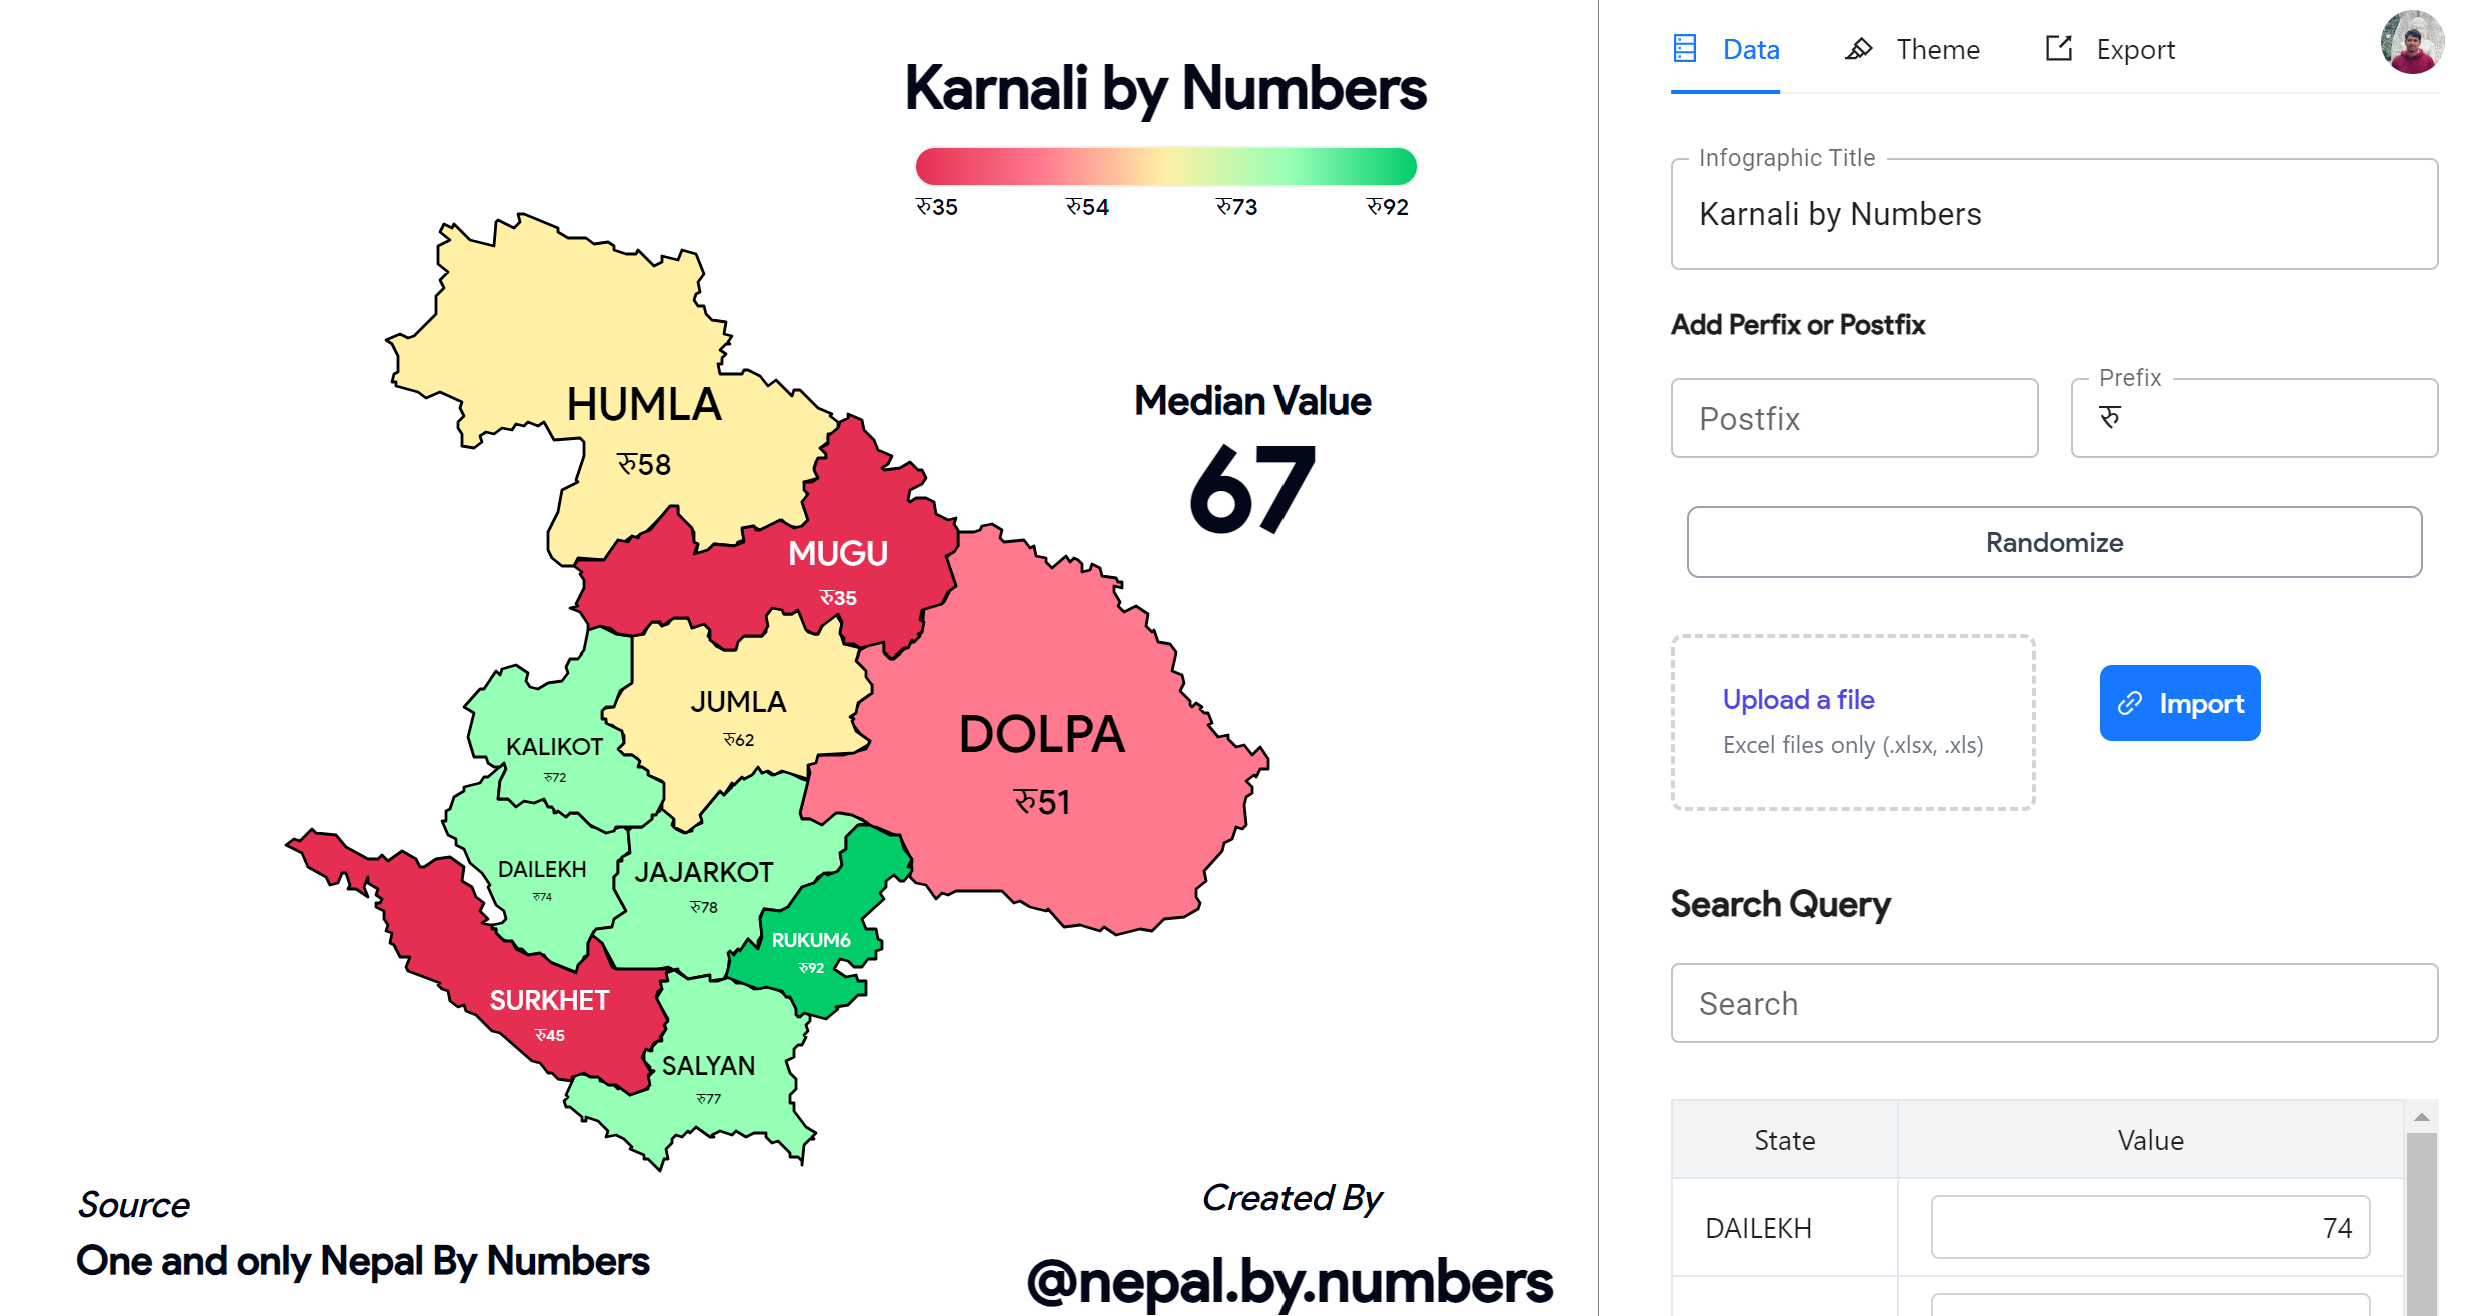 Karnali by Numbers
रु35 रु54 रु73 रु92
HUMLA
रु58
Median Value
67
MUGU
रु35
JUMLA
रु62
DOLPA
रु51
KALIKOT
रु72
DAILEKH
रु74
JAJARKOT
रु78
RUKUM6
रु92
SURKHET
रु45
SALYAN
रु77
Source
One and only Nepal By Numbers
Created By
@nepal.by.numbers
Data Theme Export
Infographic Title
Karnali by Numbers
Add Perfix or Postfix
Postfix
Prefix
रु
Randomize
Upload a file
Excel files only (.xlsx, .xls)
Import
Search Query
Search
State Value
DAILEKH 74